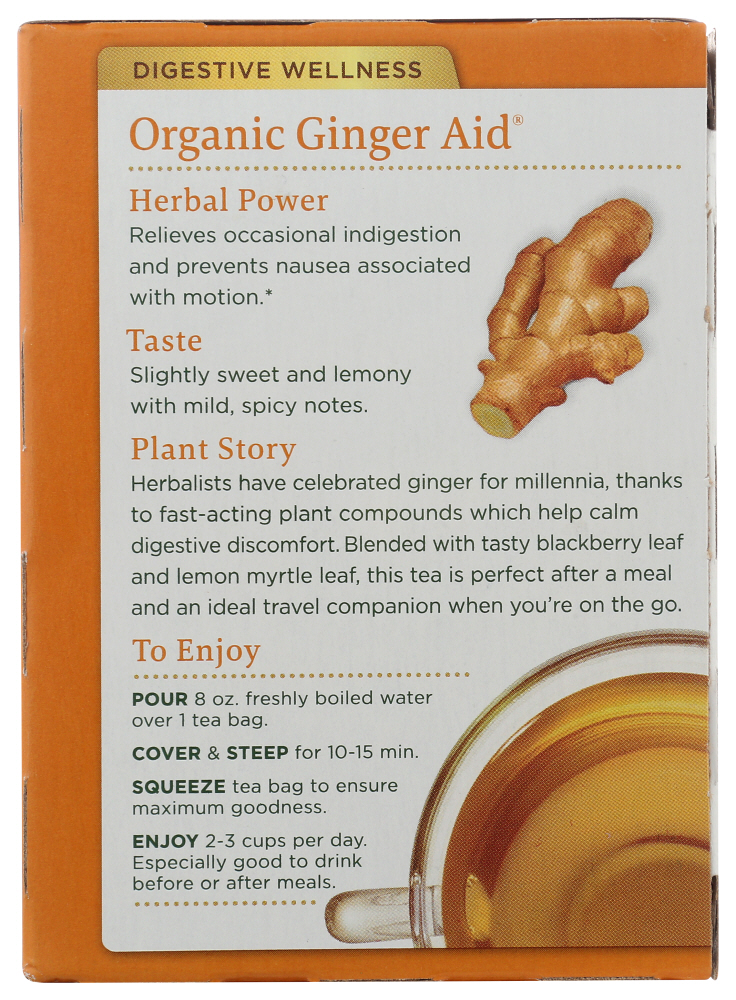 DIGESTIVE WELLNESS
Organic Ginger Aid®
Herbal Power
Relieves occasional indigestion
and prevents nausea associated
with motion.*
Taste
Slightly sweet and lemony
with mild, spicy notes.
Plant Story
Herbalists have celebrated ginger for millennia, thanks
to fast-acting plant compounds which help calm
digestive discomfort. Blended with tasty blackberry leaf
and lemon myrtle leaf, this tea is perfect after a meal
and an ideal travel companion when you're on the go.
To Enjoy
POUR 8 oz. freshly boiled water
over 1 tea bag.
COVER & STEEP for 10-15 min.
SQUEEZE tea bag to ensure
maximum goodness.
ENJOY 2-3 cups per day.
Especially good to drink
before or after meals.